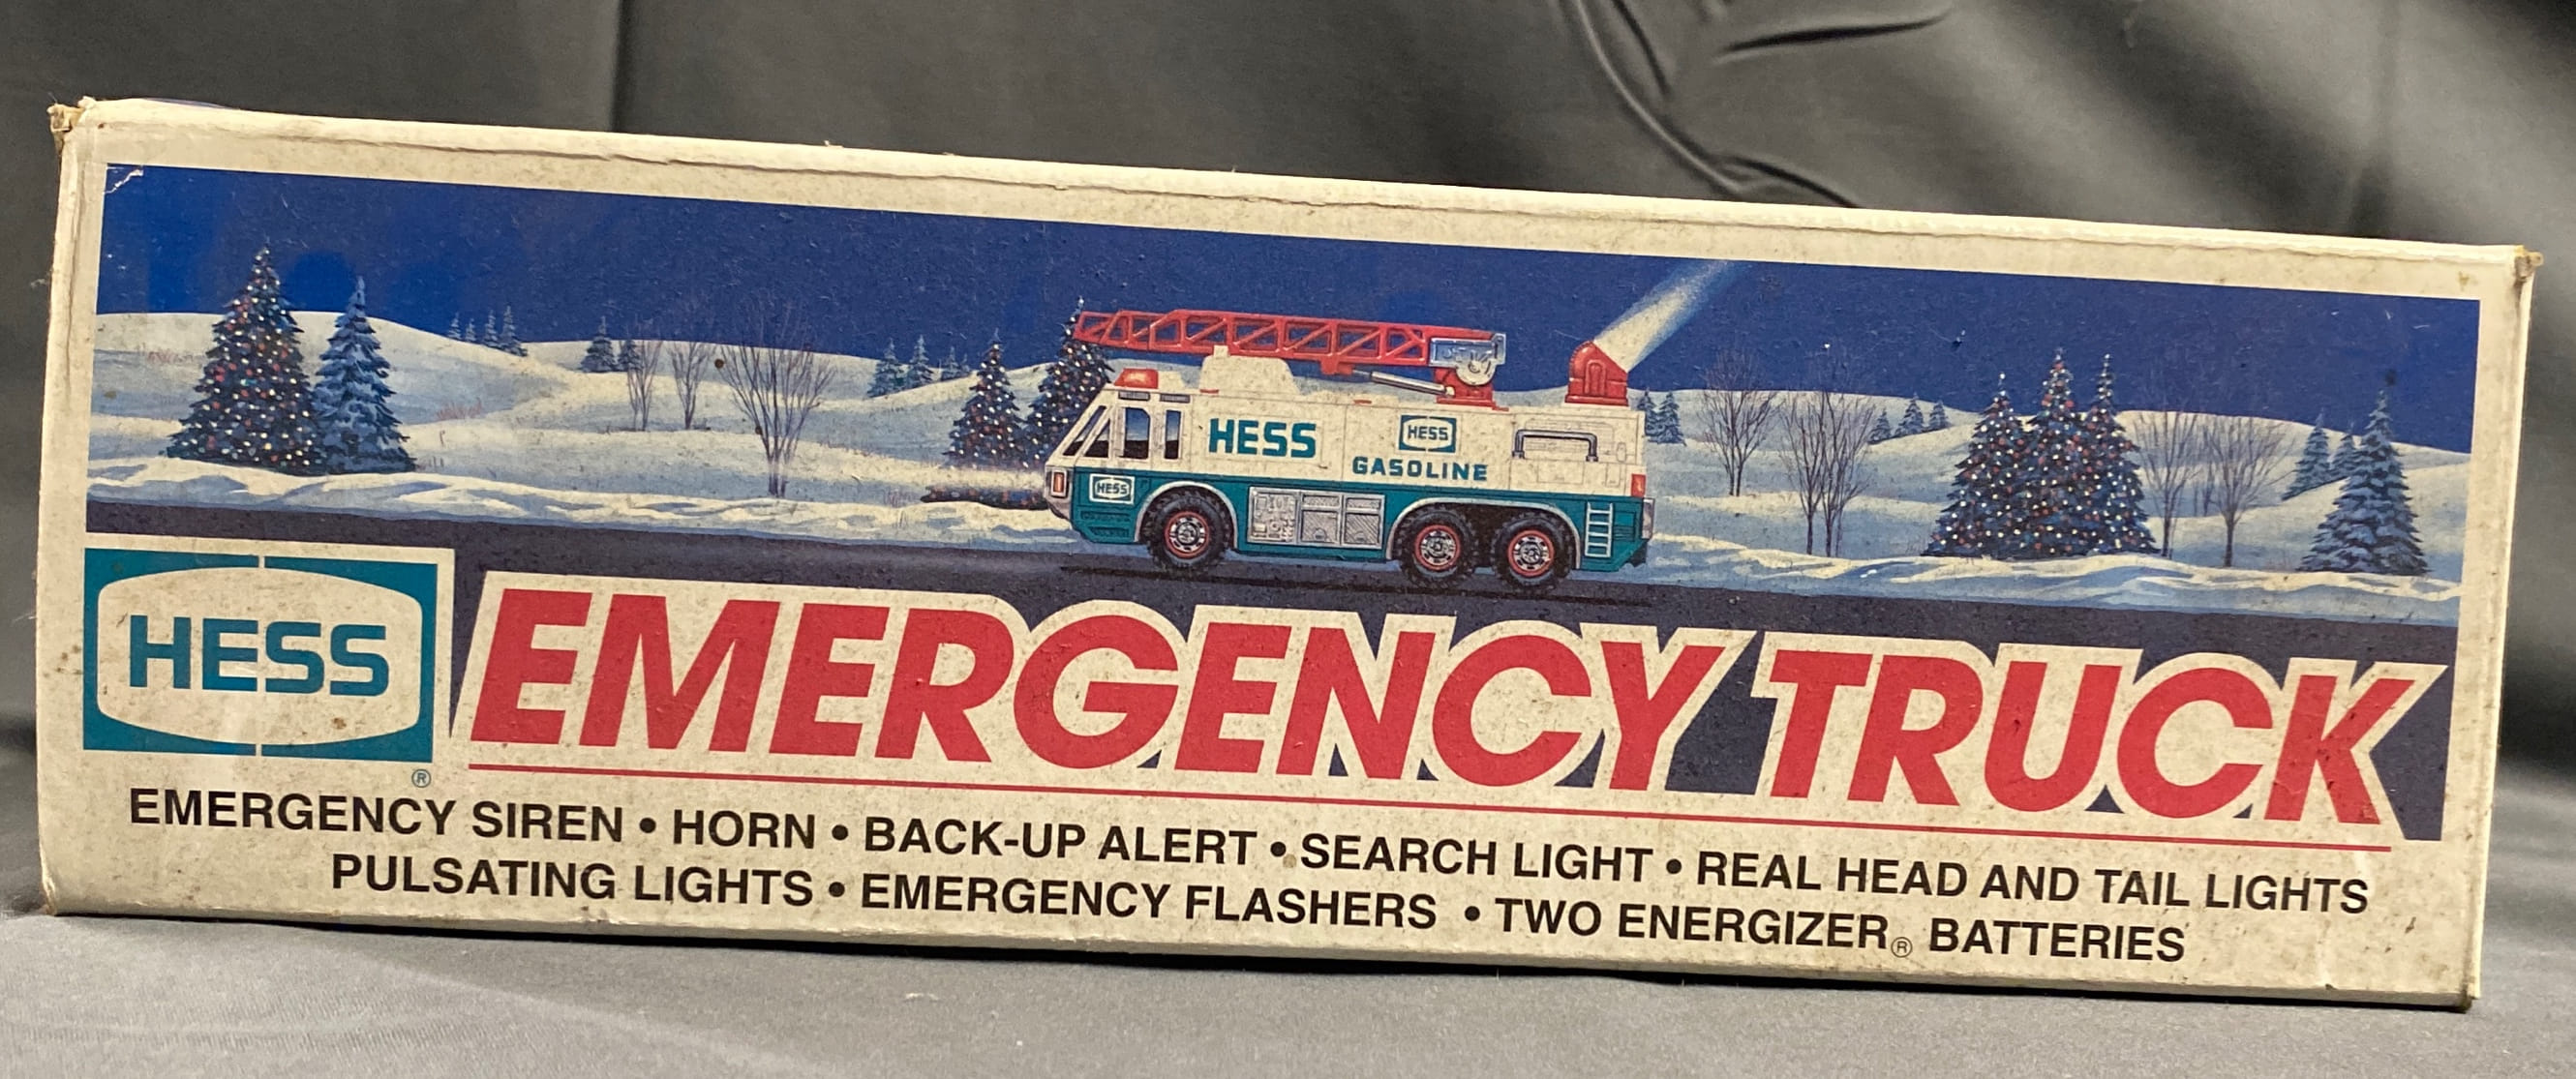 HESS
HESS
GASOLINE
HESS
HESS
®
EMERGENCY TRUCK
EMERGENCY SIREN • HORN • BACK-UP ALERT • SEARCH LIGHT • REAL HEAD AND TAIL LIGHTS
PULSATING LIGHTS • EMERGENCY FLASHERS • TWO ENERGIZER® BATTERIES